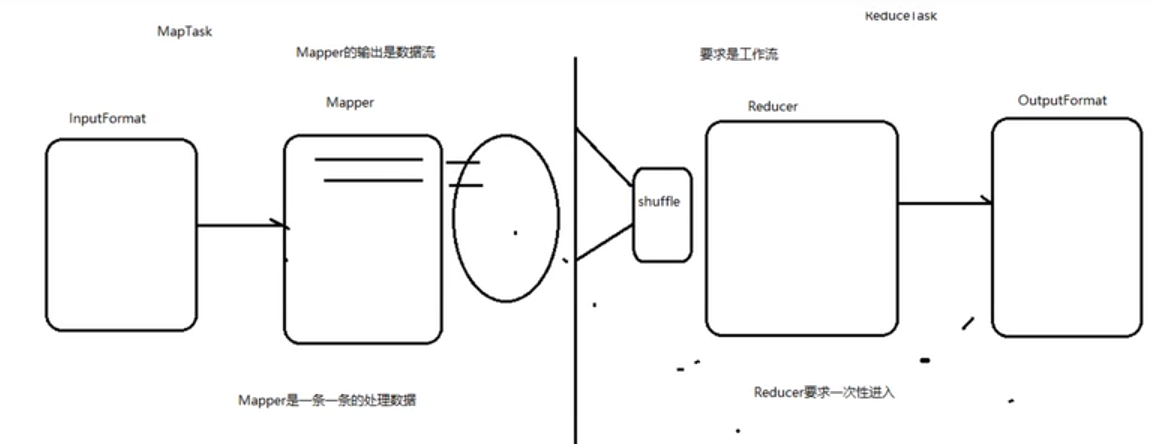 MapTask
ReduceTask
Mapper的输出是数据流
要求是工作流
InputFormat
Mapper
Reducer
OutputFormat
shuffle
Mapper是一条一条的处理数据
Reducer要求一次性进入